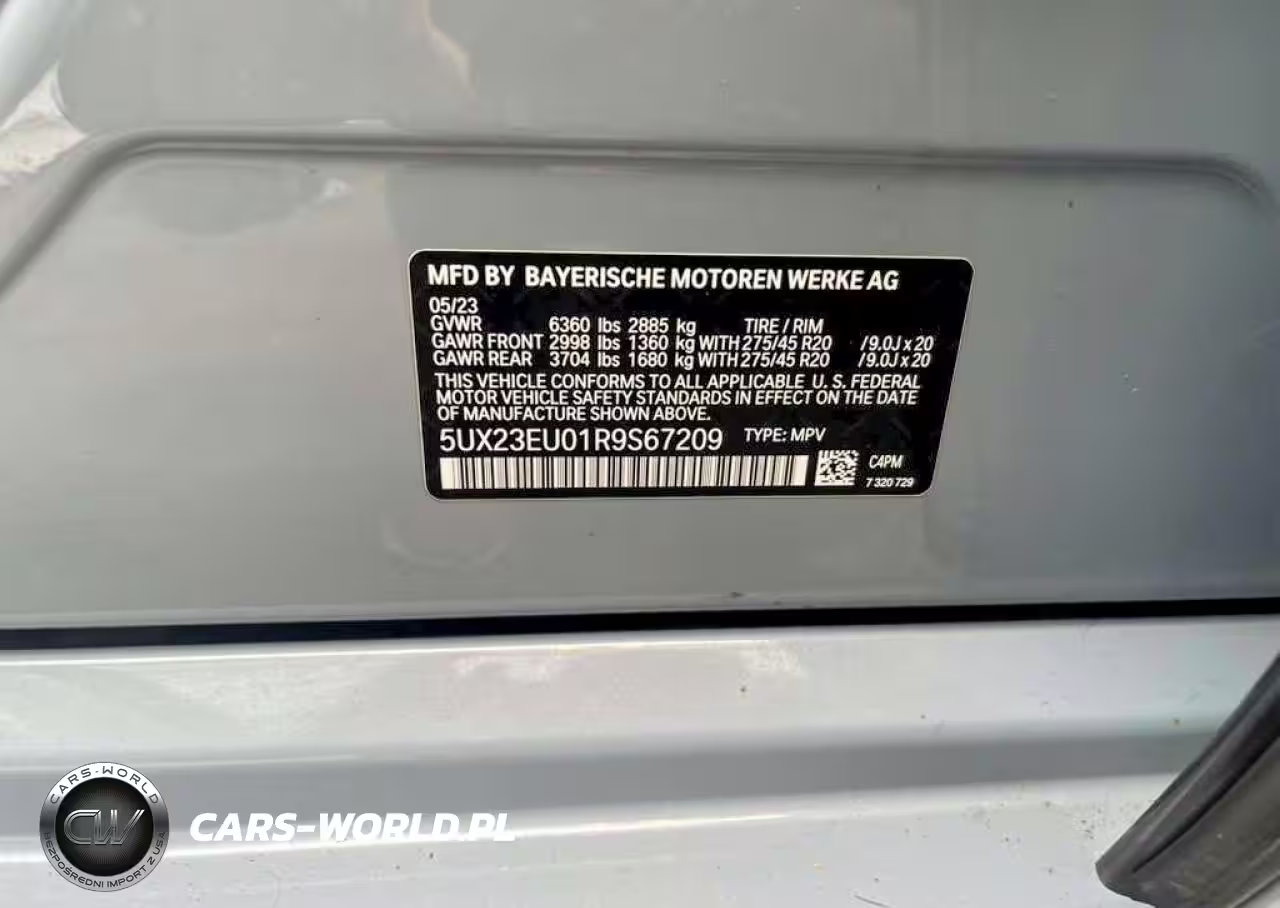 MFD BY BAYERISCHE MOTOREN WERKE AG
05/23
GVWR 6360 lbs 2885 kg TIRE / RIM
GAWR FRONT 2998 lbs 1360 kg WITH 275/45 R20 /9.0J x 20
GAWR REAR 3704 lbs 1680 kg WITH 275/45 R20 /9.0J x 20
THIS VEHICLE CONFORMS TO ALL APPLICABLE U. S. FEDERAL
MOTOR VEHICLE SAFETY STANDARDS IN EFFECT ON THE DATE
OF MANUFACTURE SHOWN ABOVE.
5UX23EU01R9S67209 TYPE: MPV
C4PM
7 320 729
CARS-WORLD
CW
BEZPOŚREDNI IMPORT Z USA
CARS-WORLD.PL